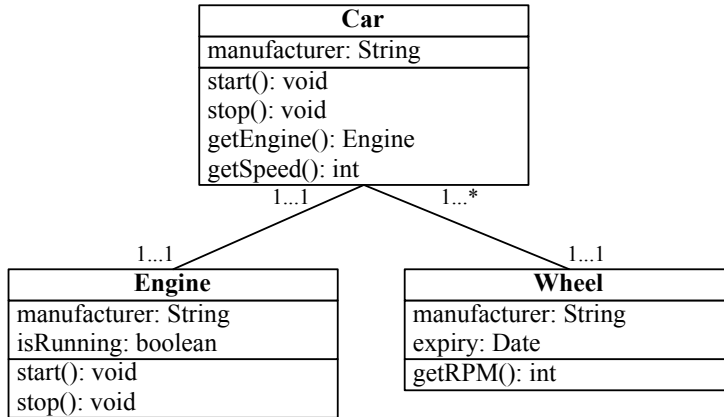 Car
manufacturer: String
start(): void
stop(): void
getEngine(): Engine
getSpeed(): int
1...1
1...*
1...1
1...1
Engine
manufacturer: String
isRunning: boolean
start(): void
stop(): void
Wheel
manufacturer: String
expiry: Date
getRPM(): int